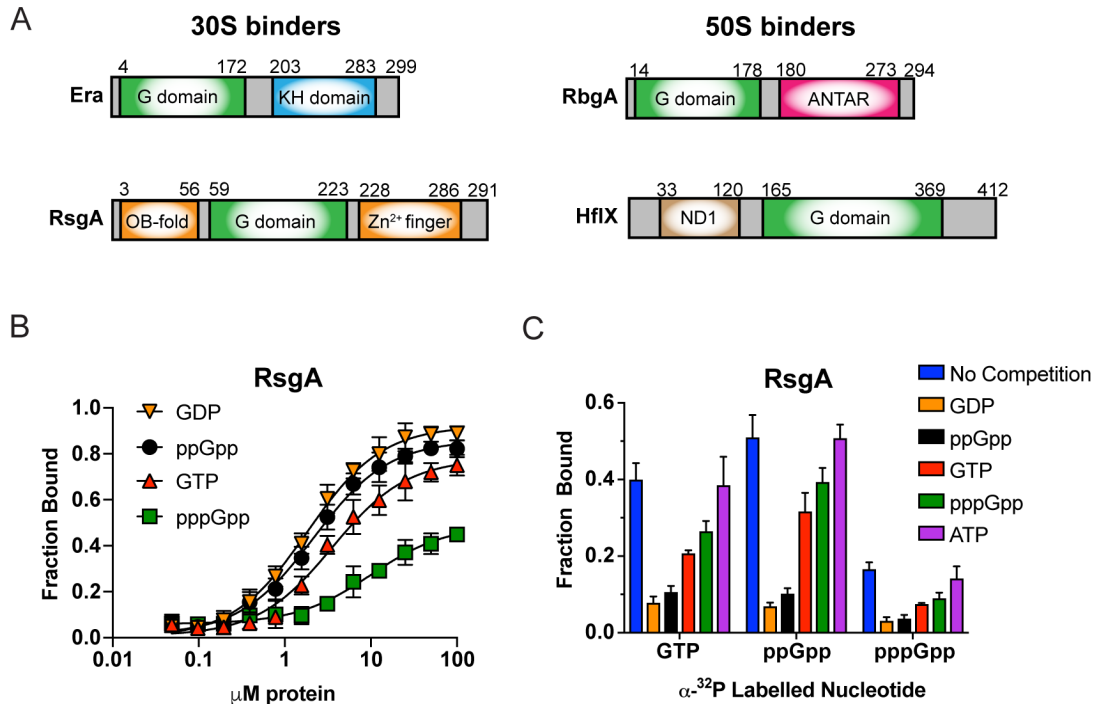 A
30S binders
50S binders
4 172 203 283 299
Era G domain KH domain
14 178 180 273 294
RbgA G domain ANTAR
3 56 59 223 228 286 291
RsgA OB-fold G domain Zn²⁺ finger
33 120 165 369 412
HflX ND1 G domain
B
RsgA
GDP
ppGpp
GTP
pppGpp
Fraction Bound
1.0
0.8
0.6
0.4
0.2
0.0
0.01 0.1 1 10 100
μM protein
C
RsgA
No Competition
GDP
ppGpp
GTP
pppGpp
ATP
Fraction Bound
0.6
0.4
0.2
0.0
GTP ppGpp pppGpp
α-³²P Labelled Nucleotide